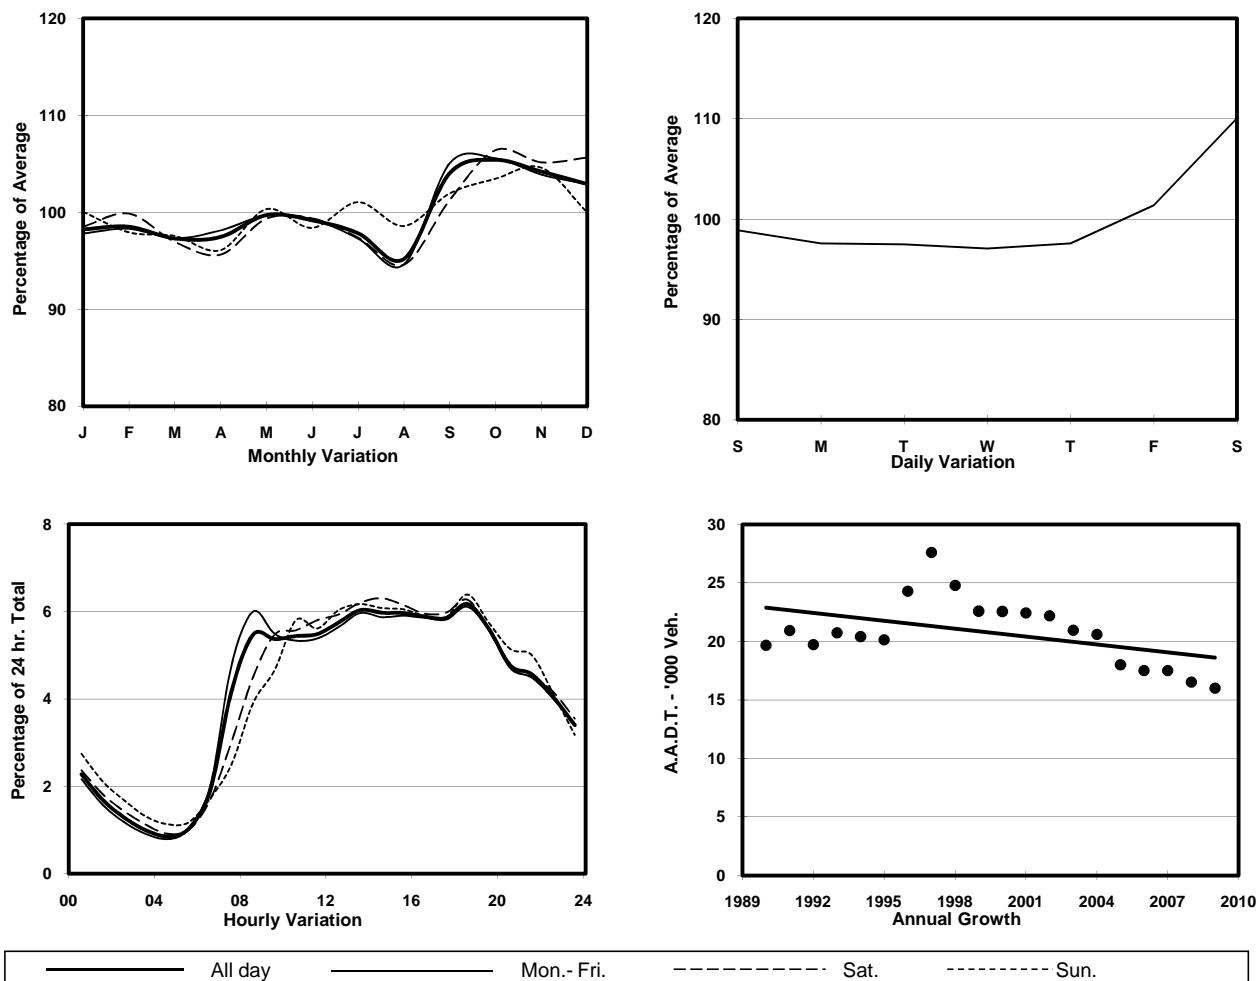 120
110
100
90
80
Percentage of Average
J F M A M J J A S O N D
Monthly Variation
120
110
100
90
80
Percentage of Average
S M T W T F S
Daily Variation
8
6
4
2
0
Percentage of 24 hr. Total
00 04 08 12 16 20 24
Hourly Variation
30
25
20
15
10
5
0
A.A.D.T. - '000 Veh.
1989 1992 1995 1998 2001 2004 2007 2010
Annual Growth
All day Mon.- Fri. Sat. Sun.